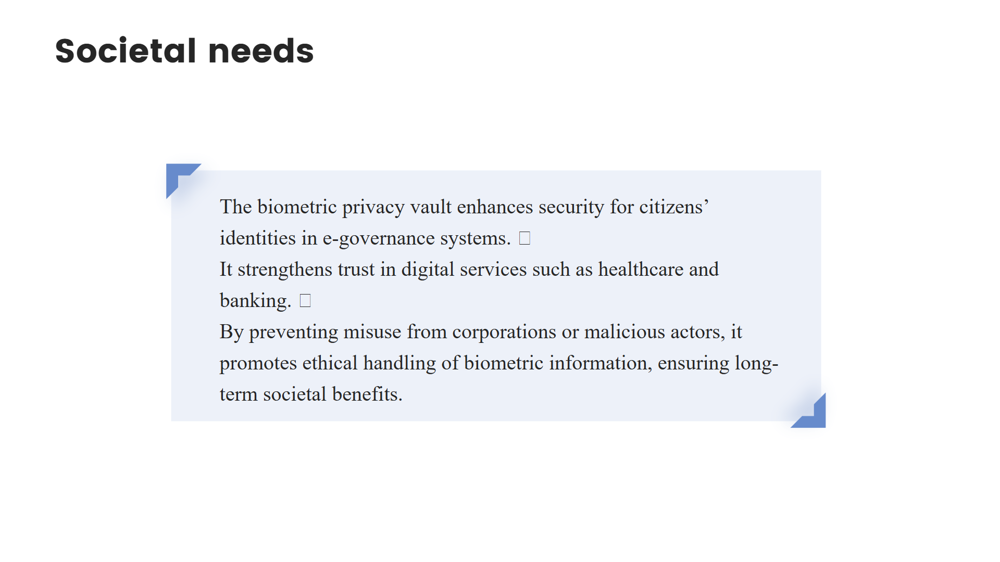 Societal needs
The biometric privacy vault enhances security for citizens’
identities in e-governance systems. □
It strengthens trust in digital services such as healthcare and
banking. □
By preventing misuse from corporations or malicious actors, it
promotes ethical handling of biometric information, ensuring long-
term societal benefits.